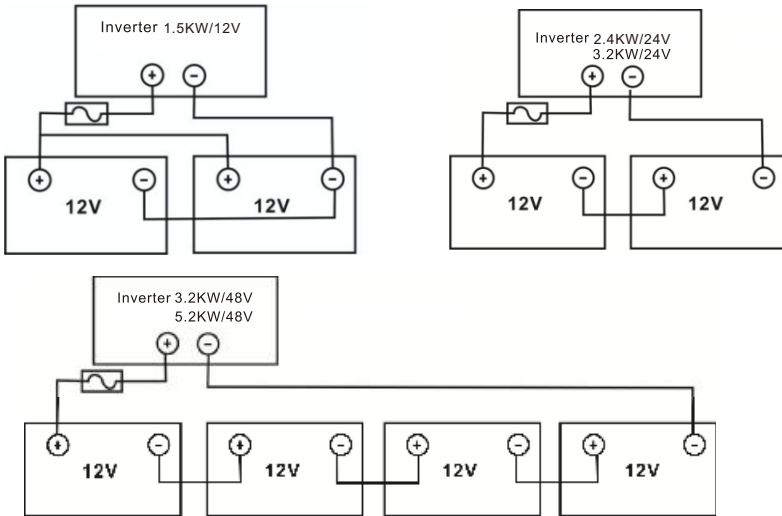 Inverter 1.5KW/12V
+ −
+ − + −
12V 12V
Inverter 2.4KW/24V
3.2KW/24V
+ −
+ − + −
12V 12V
Inverter 3.2KW/48V
5.2KW/48V
+ −
+ − + − + − + −
12V 12V 12V 12V